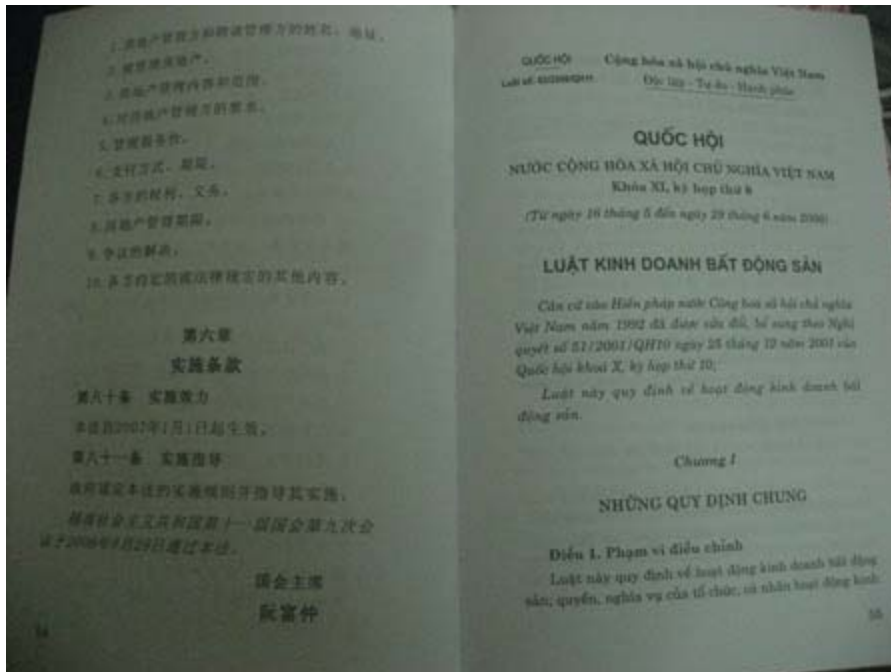 1.房地产管理方和聘请管理方的姓名、地址。
2.被管理房地产。
3.房地产管理内容和范围。
4.对房地产管理方的要求。
5.管理服务价。
6.支付方式、期限。
7.各方的权利、义务。
8.房地产管理期限。
9.争议的解决。
10.各方约定的或法律规定的其他内容。
第六章
实施条款
第八十条 实施效力
本法自2007年1月1日起生效。
第八十一条 实施指导
政府规定本法的实施细则并指导其实施。
越南社会主义共和国第十一届国会第九次会
议于2006年6月29日通过本法。
国会主席
阮富仲
54
QUỐC HỘI
Cộng hòa xã hội chủ nghĩa Việt Nam
Luật số: 63/2006/QH11
Độc lập - Tự do - Hạnh phúc
QUỐC HỘI
NƯỚC CỘNG HÒA XÃ HỘI CHỦ NGHĨA VIỆT NAM
Khóa XI, kỳ họp thứ 9
(Từ ngày 16 tháng 5 đến ngày 29 tháng 6 năm 2006)
LUẬT KINH DOANH BẤT ĐỘNG SẢN
Căn cứ vào Hiến pháp nước Cộng hoà xã hội chủ nghĩa
Việt Nam năm 1992 đã được sửa đổi, bổ sung theo Nghị
quyết số 51/2001/QH10 ngày 25 tháng 12 năm 2001 của
Quốc hội khoá X, kỳ họp thứ 10;
Luật này quy định về hoạt động kinh doanh bất
động sản.
Chương I
NHỮNG QUY ĐỊNH CHUNG
Điều 1. Phạm vi điều chỉnh
Luật này quy định về hoạt động kinh doanh bất động
sản; quyền, nghĩa vụ của tổ chức, cá nhân hoạt động kinh
55